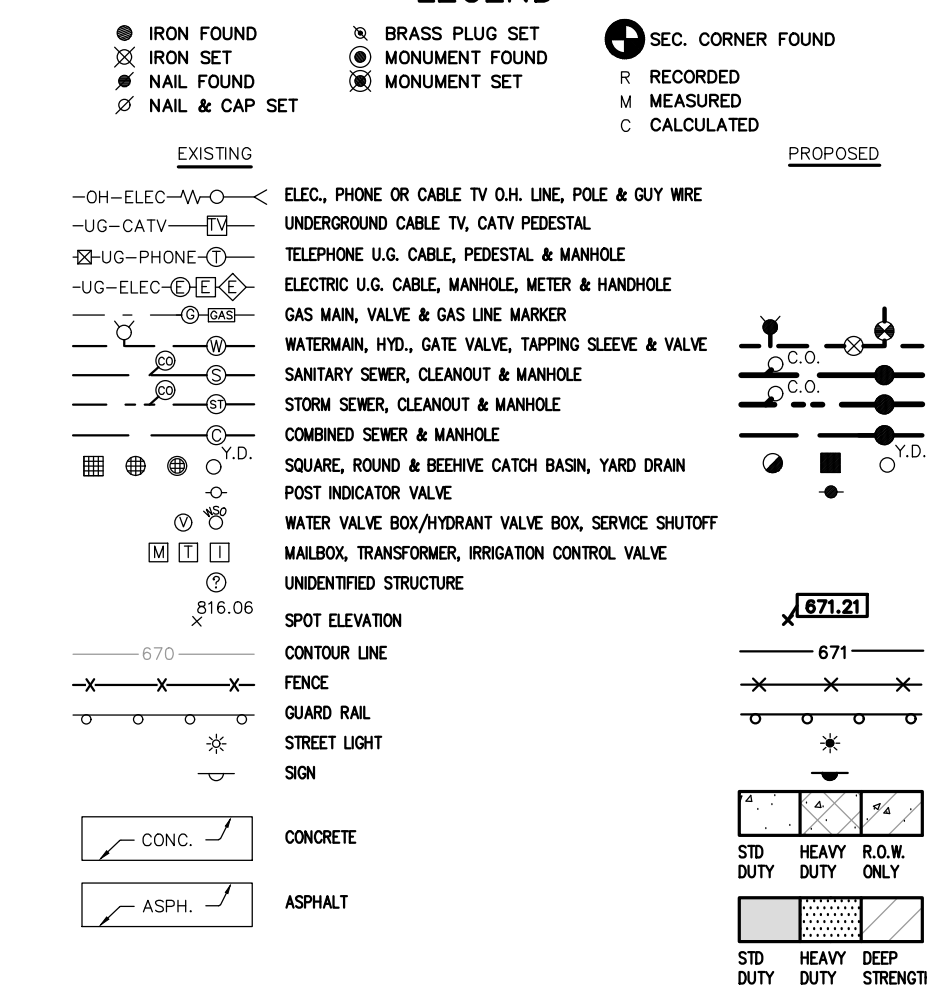 LEGEND
IRON FOUND
IRON SET
NAIL FOUND
NAIL & CAP SET
BRASS PLUG SET
MONUMENT FOUND
MONUMENT SET
SEC. CORNER FOUND
R RECORDED
M MEASURED
C CALCULATED
EXISTING
PROPOSED
OH-ELEC ELEC., PHONE OR CABLE TV O.H. LINE, POLE & GUY WIRE
UG-CATV TV UNDERGROUND CABLE TV, CATV PEDESTAL
UG-PHONE T TELEPHONE U.G. CABLE, PEDESTAL & MANHOLE
UG-ELEC E E E ELECTRIC U.G. CABLE, MANHOLE, METER & HANDHOLE
G GAS GAS MAIN, VALVE & GAS LINE MARKER
W WATERMAIN, HYD., GATE VALVE, TAPPING SLEEVE & VALVE
CO S SANITARY SEWER, CLEANOUT & MANHOLE C.O.
CO ST STORM SEWER, CLEANOUT & MANHOLE C.O.
C COMBINED SEWER & MANHOLE
Y.D. SQUARE, ROUND & BEEHIVE CATCH BASIN, YARD DRAIN Y.D.
POST INDICATOR VALVE
V WSO WATER VALVE BOX/HYDRANT VALVE BOX, SERVICE SHUTOFF
M T I MAILBOX, TRANSFORMER, IRRIGATION CONTROL VALVE
? UNIDENTIFIED STRUCTURE
816.06 SPOT ELEVATION 671.21
670 CONTOUR LINE 671
FENCE
GUARD RAIL
STREET LIGHT
SIGN
CONC. CONCRETE
STD DUTY
HEAVY DUTY
R.O.W. ONLY
ASPH. ASPHALT
STD DUTY
HEAVY DUTY
DEEP